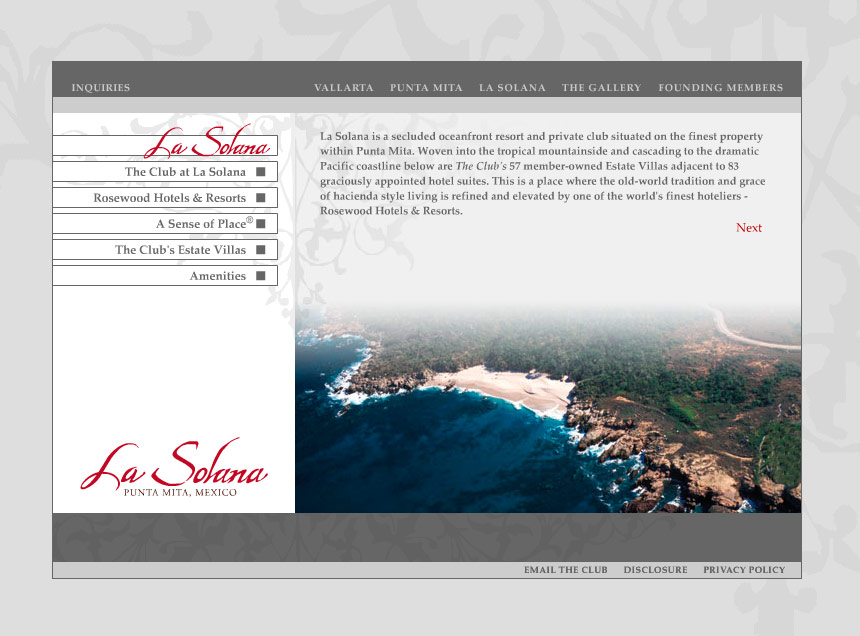 INQUIRIES
VALLARTA PUNTA MITA LA SOLANA THE GALLERY FOUNDING MEMBERS
La Solana
The Club at La Solana
Rosewood Hotels & Resorts
A Sense of Place®
The Club's Estate Villas
Amenities
La Solana is a secluded oceanfront resort and private club situated on the finest property
within Punta Mita. Woven into the tropical mountainside and cascading to the dramatic
Pacific coastline below are The Club's 57 member-owned Estate Villas adjacent to 83
graciously appointed hotel suites. This is a place where the old-world tradition and grace
of hacienda style living is refined and elevated by one of the world's finest hoteliers -
Rosewood Hotels & Resorts.
Next
La Solana
PUNTA MITA, MEXICO
EMAIL THE CLUB DISCLOSURE PRIVACY POLICY